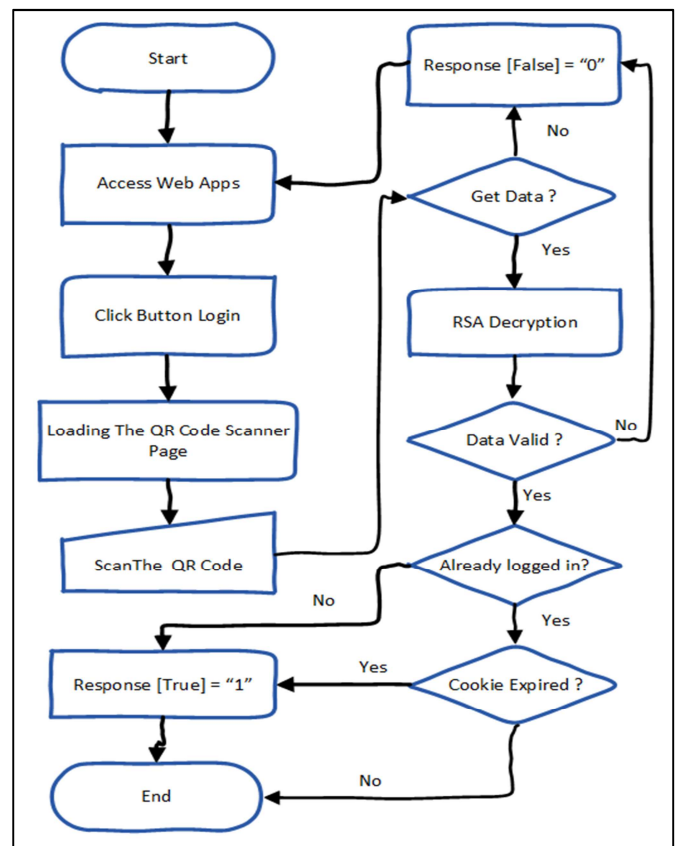 Start
Access Web Apps
Click Button Login
Loading The QR Code Scanner
Page
ScanThe QR Code
Response [False] = “0”
No
Get Data ?
Yes
RSA Decryption
Data Valid ?
No
Yes
Already logged in?
No
Yes
Cookie Expired ?
Yes
Response [True] = “1”
No
End